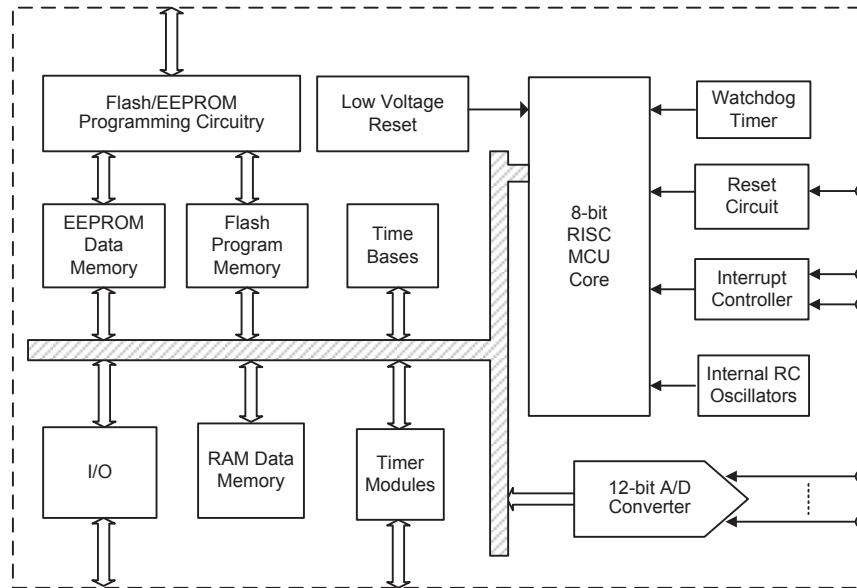 Flash/EEPROM
Programming Circuitry
Low Voltage
Reset
Watchdog
Timer
EEPROM
Data
Memory
Flash
Program
Memory
Time
Bases
8-bit
RISC
MCU
Core
Reset
Circuit
Interrupt
Controller
Internal RC
Oscillators
I/O
RAM Data
Memory
Timer
Modules
12-bit A/D
Converter